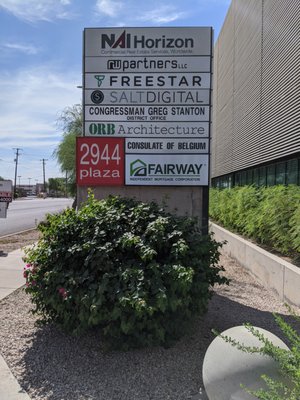 NAI Horizon
Commercial Real Estate Services, Worldwide.
nwpartners LLC
FREESTAR
S SALTDIGITAL
CONGRESSMAN GREG STANTON
DISTRICT OFFICE
ORB Architecture
2944
plaza
CONSULATE OF BELGIUM
FAIRWAY
INDEPENDENT MORTGAGE CORPORATION